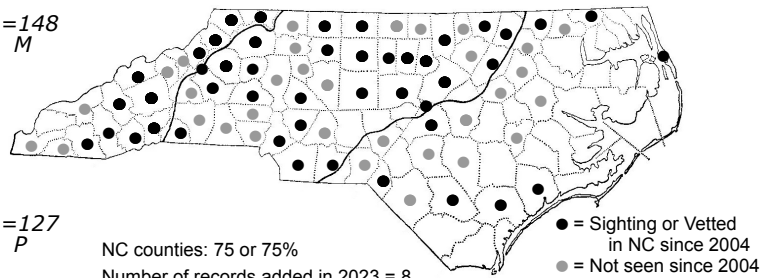 =148
M
=127
P
NC counties: 75 or 75%
Number of records added in 2023 = 8
= Sighting or Vetted
in NC since 2004
= Not seen since 2004